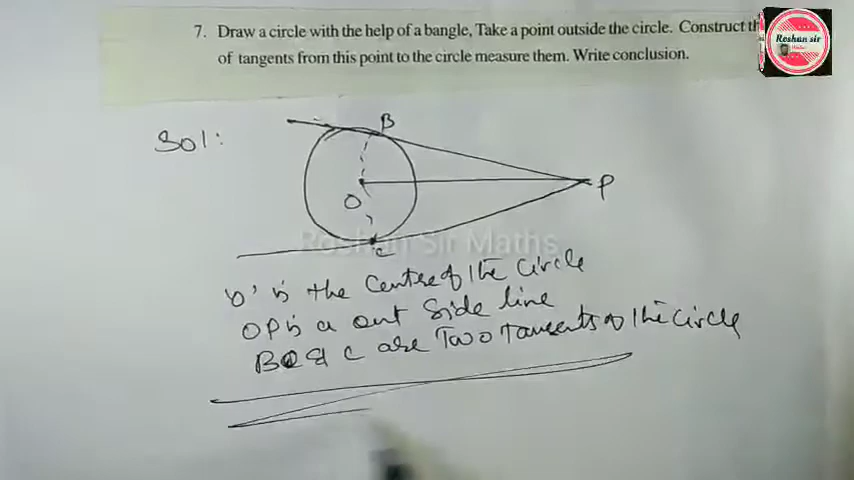 7. Draw a circle with the help of a bangle, Take a point outside the circle. Construct th
of tangents from this point to the circle measure them. Write conclusion.
Roshan sir
Sol:
B
O
P
C
Roshan Sir Maths
'O' is the Centre of the circle
OP is a out Side line
B & C are Two Tangents of the circle